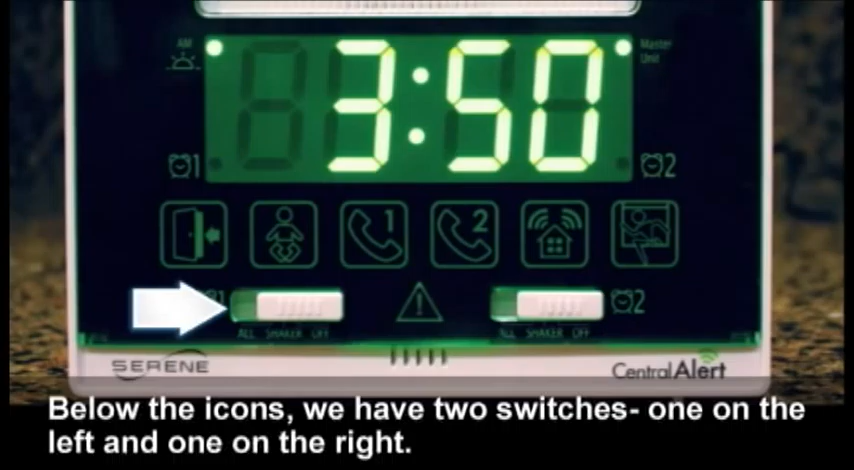 AM
3:50
Master
Unit
1
2
1
2
1
2
ALL SHAKER OFF
ALL SHAKER OFF
SERENE
CentralAlert
Below the icons, we have two switches- one on the
left and one on the right.